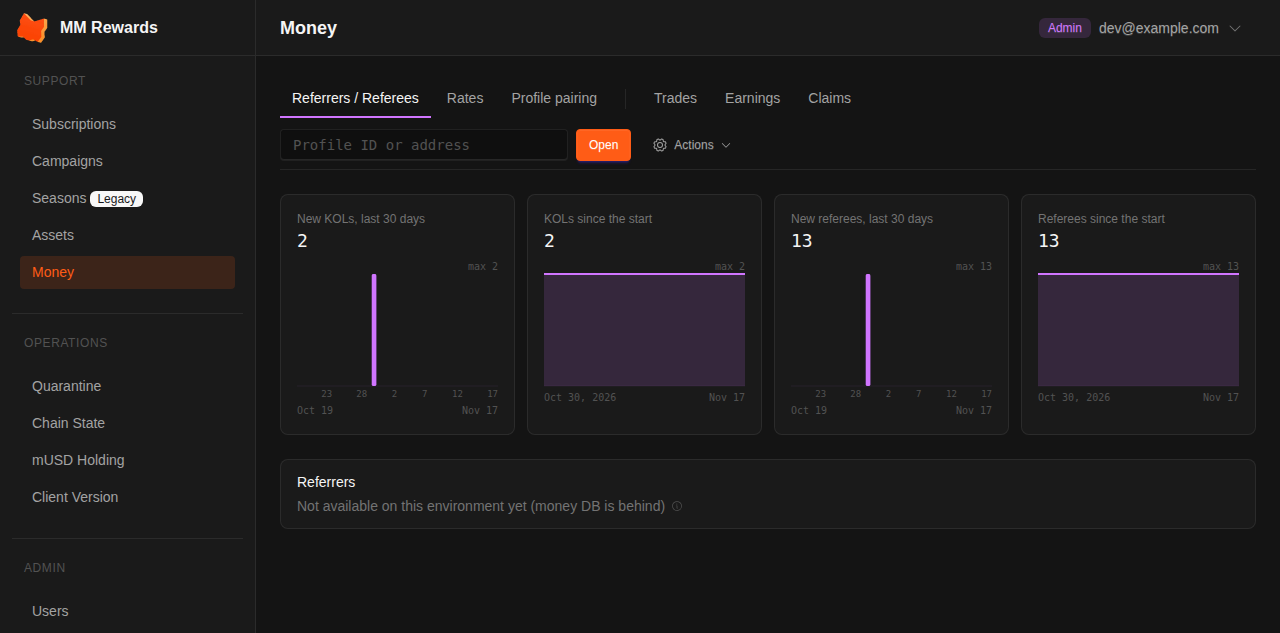 MM Rewards
Money
Admin dev@example.com
SUPPORT
Subscriptions
Campaigns
Seasons Legacy
Assets
Money
OPERATIONS
Quarantine
Chain State
mUSD Holding
Client Version
ADMIN
Users
Referrers / Referees Rates Profile pairing Trades Earnings Claims
Profile ID or address Open Actions
New KOLs, last 30 days
2
max 2
23 28 2 7 12 17
Oct 19 Nov 17
KOLs since the start
2
max 2
Oct 30, 2026 Nov 17
New referees, last 30 days
13
max 13
23 28 2 7 12 17
Oct 19 Nov 17
Referees since the start
13
max 13
Oct 30, 2026 Nov 17
Referrers
Not available on this environment yet (money DB is behind)